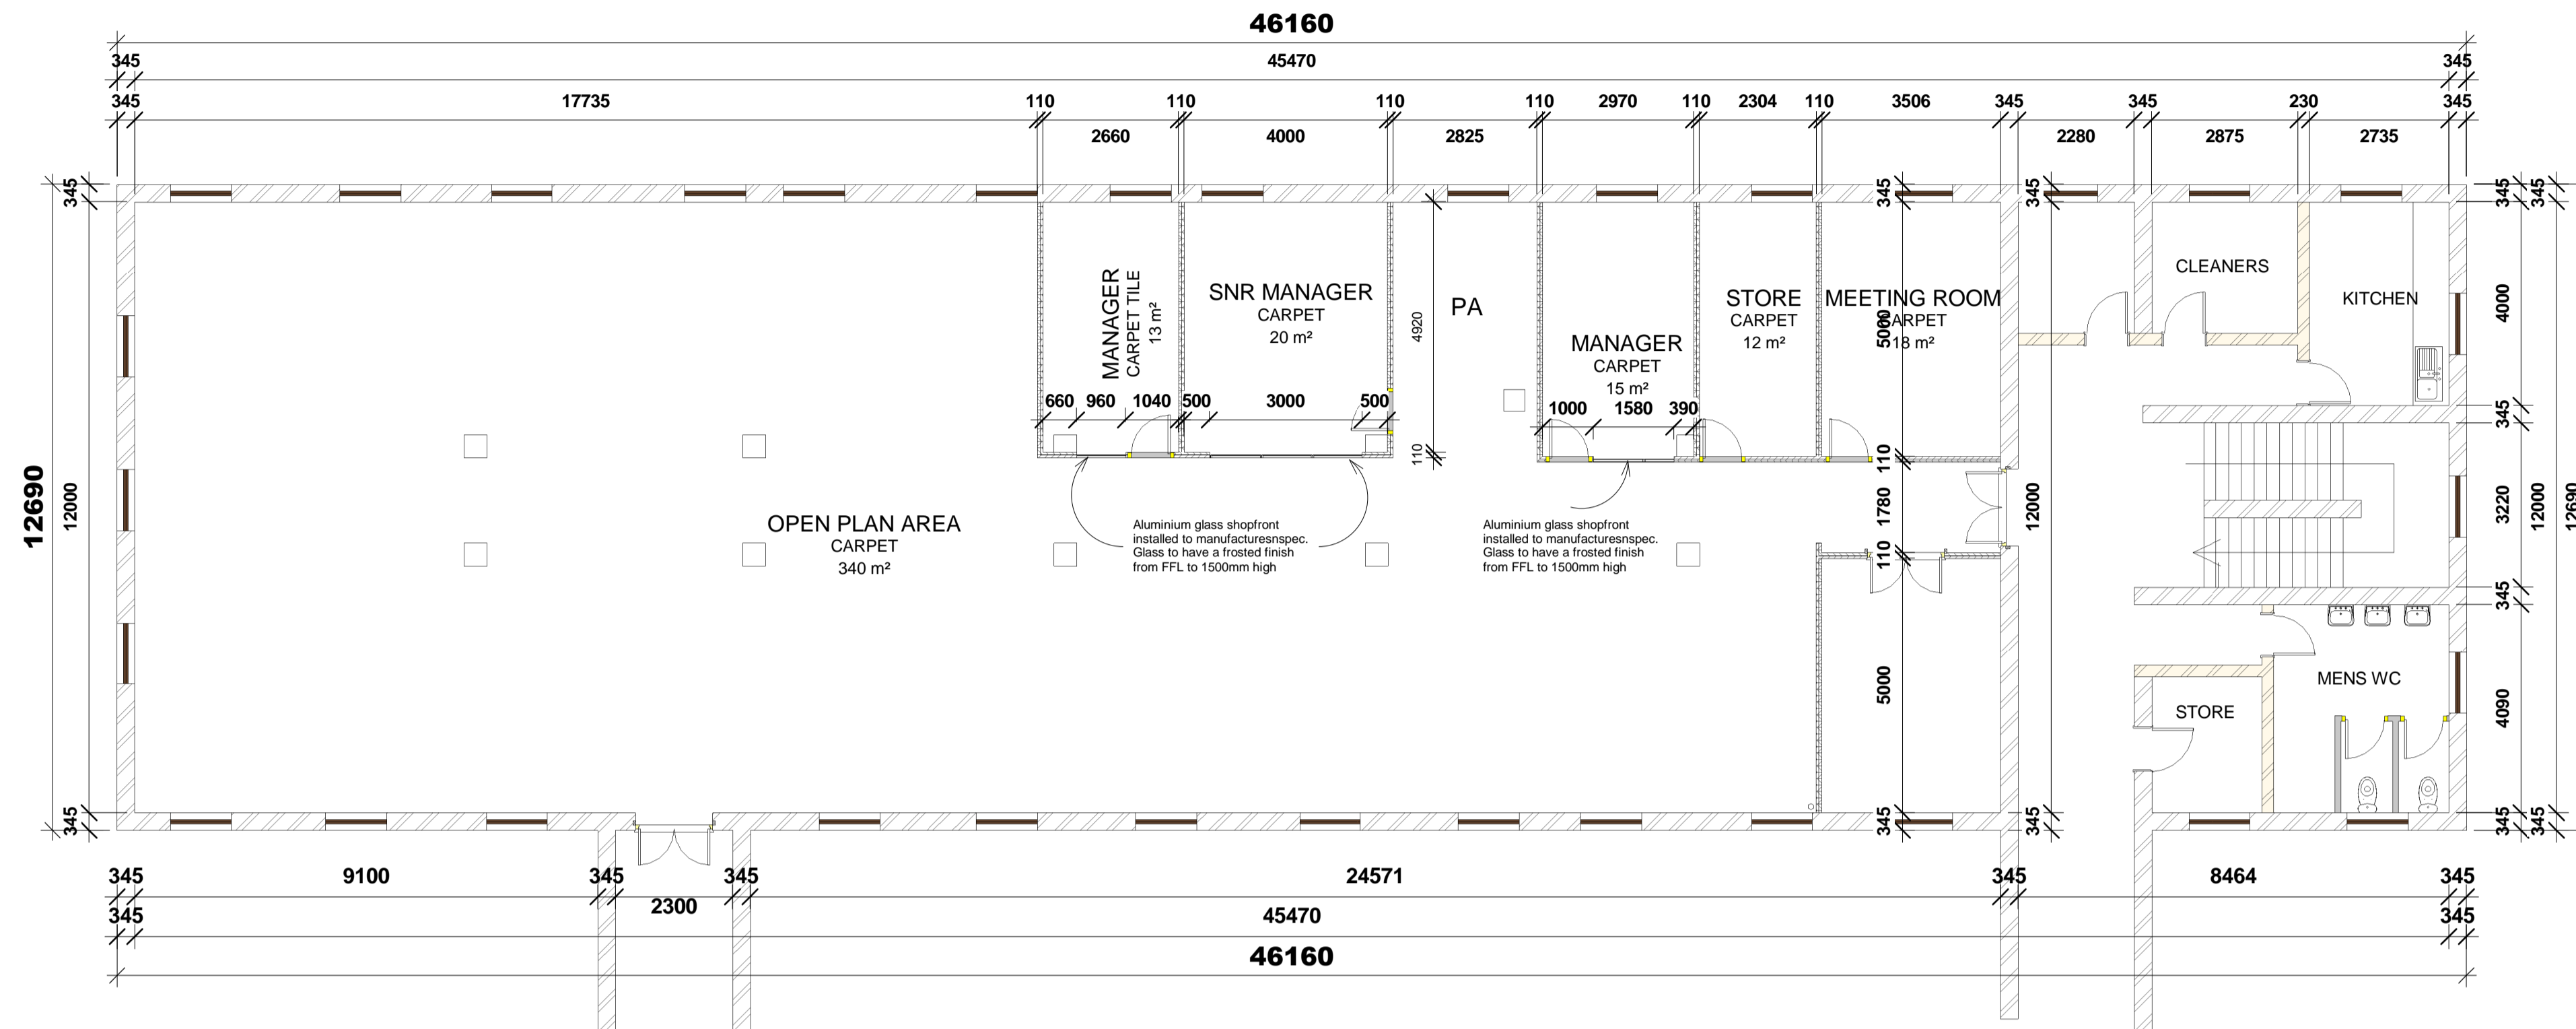 46160
345 45470 345
345 17735 110 110 110 110 2970 110 2304 110 3506 345 345 230 345
2660 4000 2825 2280 2875 2735
12690
345
12000
345
MANAGER
CARPET TILE
13 m²
660 960 1040
SNR MANAGER
CARPET
20 m²
500 3000 500
4920
110
PA
MANAGER
CARPET
15 m²
1000 1580 390
STORE
CARPET
12 m²
MEETING ROOM
CARPET
18 m²
345
5000
110
1780
110
5000
345
345
12000
345
CLEANERS
KITCHEN
OPEN PLAN AREA
CARPET
340 m²
Aluminium glass shopfront
installed to manufacturesnspec.
Glass to have a frosted finish
from FFL to 1500mm high
Aluminium glass shopfront
installed to manufacturesnspec.
Glass to have a frosted finish
from FFL to 1500mm high
MENS WC
STORE
345
4000
345
3220
345
4090
345
345
12000
345
12690
345 9100 345 345 24571 345 8464 345
2300
345 45470 345
46160